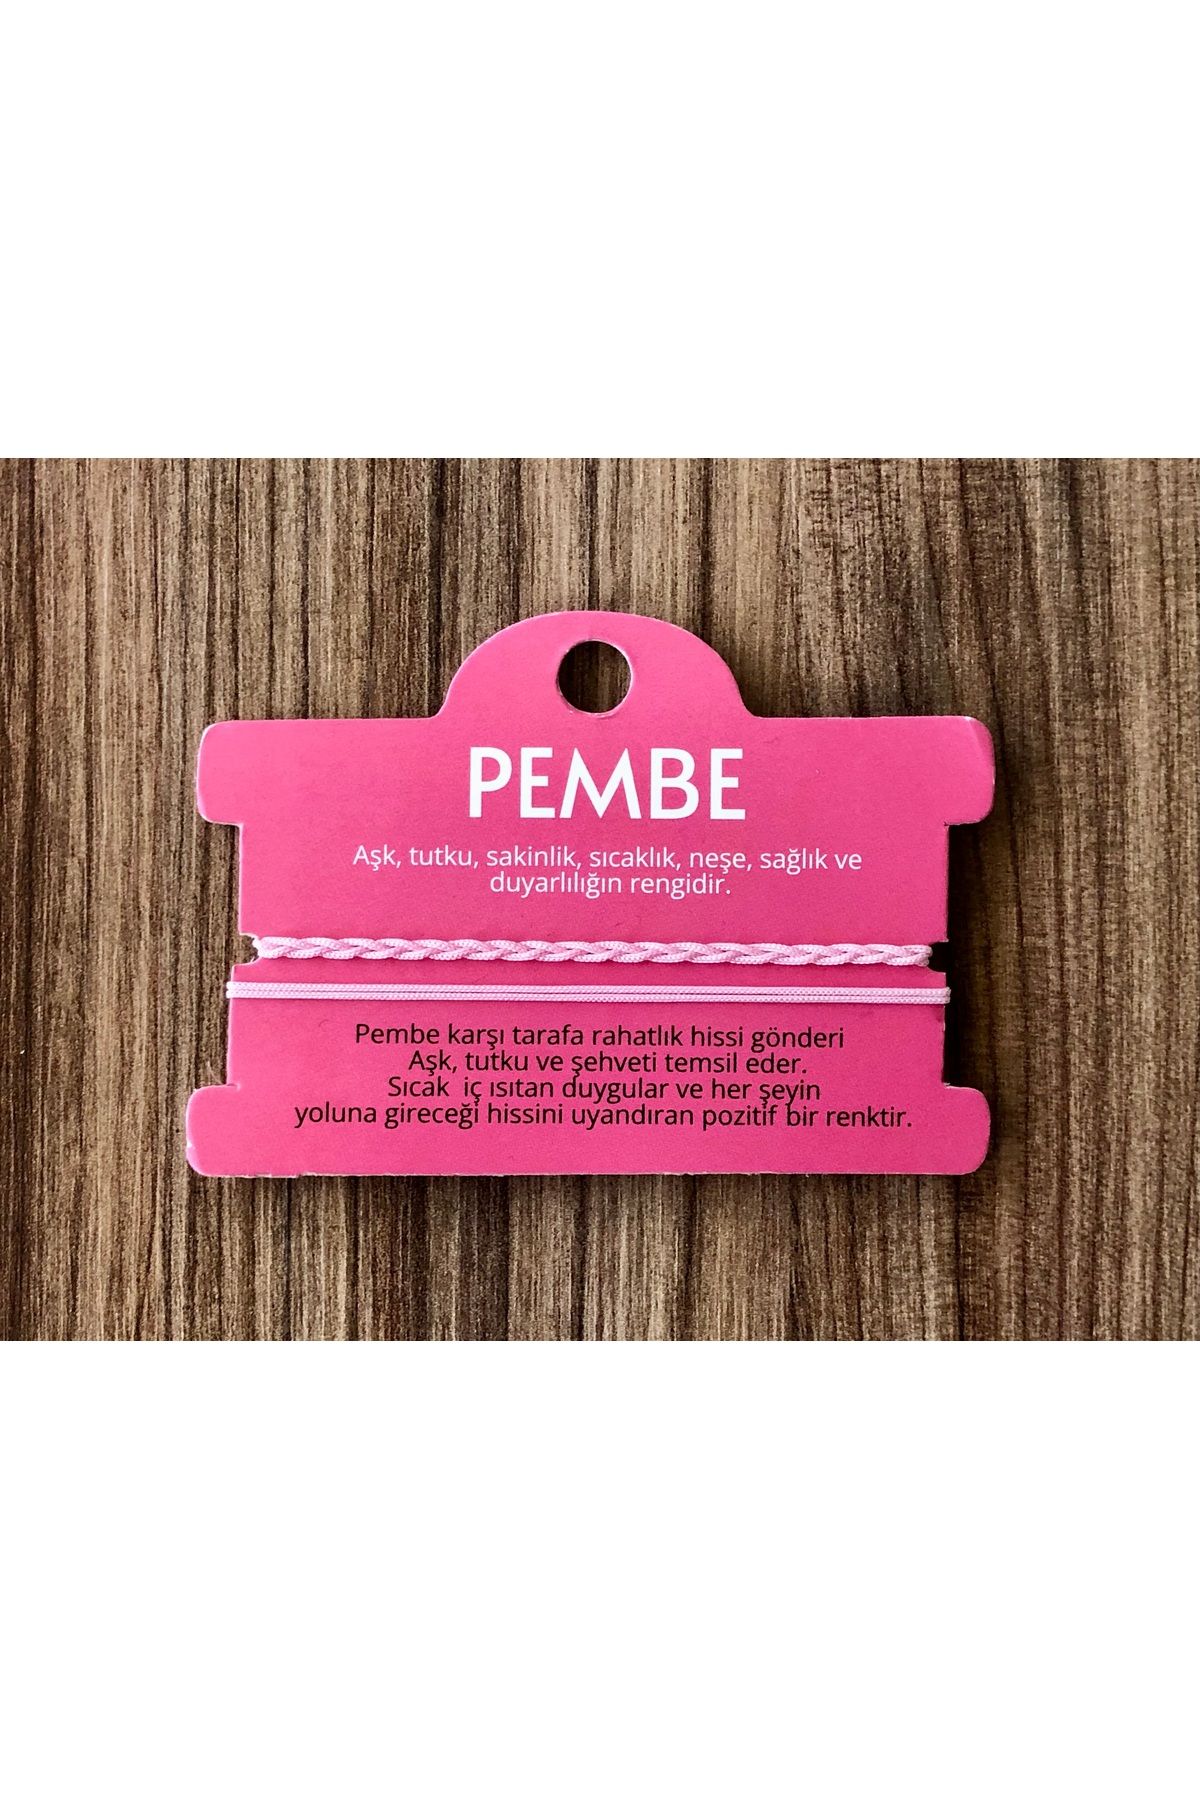 PEMBE
Aşk, tutku, sakinlik, sıcaklık, neşe, sağlık ve
duyarlılığın rengidir.
Pembe karşı tarafa rahatlık hissi gönderi
Aşk, tutku ve şehveti temsil eder.
Sıcak iç ısıtan duygular ve her şeyin
yoluna gireceği hissini uyandıran pozitif bir renktir.